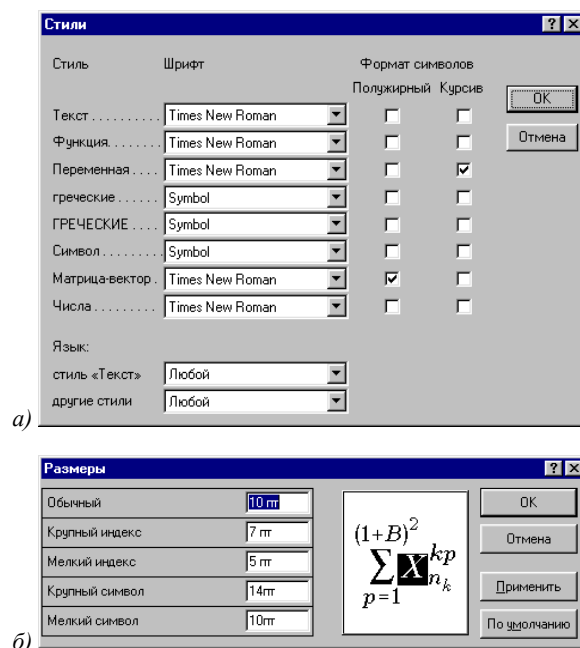 Стили
Стиль Шрифт Формат символов
Полужирный Курсив
OK
Текст . . . . . . . . . . Times New Roman
Отмена
Функция. . . . . . . . Times New Roman
Переменная . . . . Times New Roman
греческие . . . . . . Symbol
ГРЕЧЕСКИЕ . . . . Symbol
Символ . . . . . . . . . Symbol
Матрица-вектор . Times New Roman
Числа . . . . . . . . . Times New Roman
Язык:
стиль «Текст» Любой
другие стили Любой
а)
Размеры
Обычный 10 пт
OK
Крупный индекс 7 пт
Отмена
Мелкий индекс 5 пт
Крупный символ 14пт
Применить
Мелкий символ 10пт
По умолчанию
(1+B)^2
∑ X^{kp}_{n_k}
p=1
б)